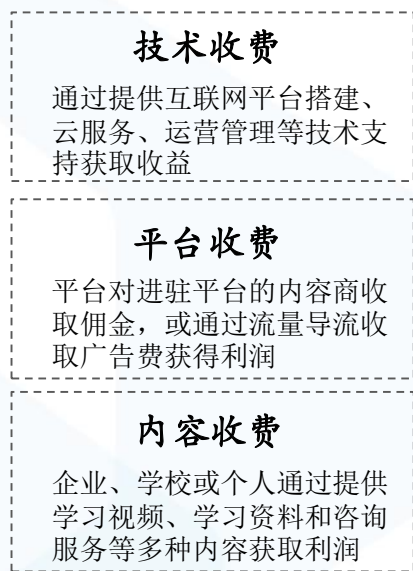 技术收费
通过提供互联网平台搭建、
云服务、运营管理等技术支
持获取收益
平台收费
平台对进驻平台的内容商收
取佣金，或通过流量导流收
取广告费获得利润
内容收费
企业、学校或个人通过提供
学习视频、学习资料和咨询
服务等多种内容获取利润